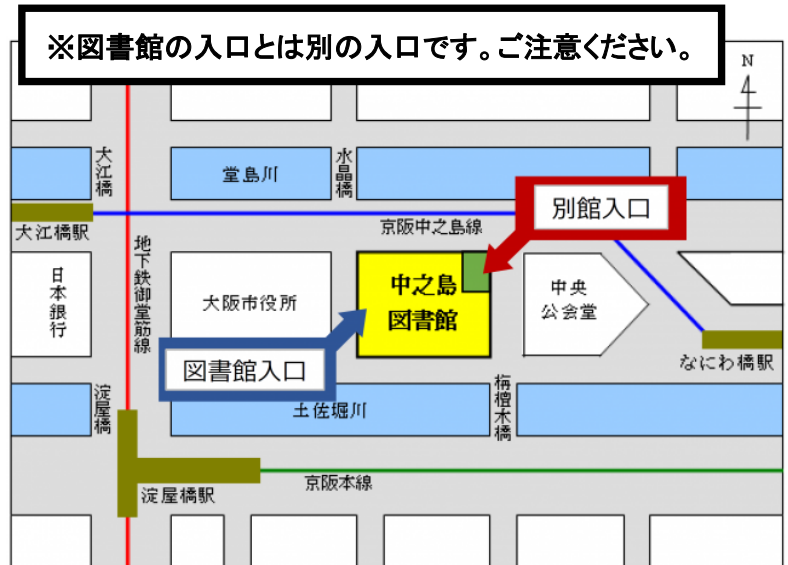 ※図書館の入口とは別の入口です。ご注意ください。
N
大江橋
堂島川
水晶橋
別館入口
大江橋駅
京阪中之島線
地下鉄御堂筋線
日本銀行
大阪市役所
中之島
図書館
中央
公会堂
図書館入口
なにわ橋駅
淀屋橋
土佐堀川
栴檀木橋
淀屋橋駅
京阪本線